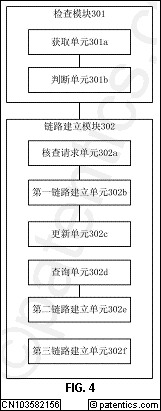 检查模块301
获取单元301a
判断单元301b
链路建立模块302
核查请求单元302a
第一链路建立单元302b
更新单元302c
查询单元302d
第二链路建立单元302e
第三链路建立单元302f
FIG. 4
CN103582156
©patentics.com
©patentics.com